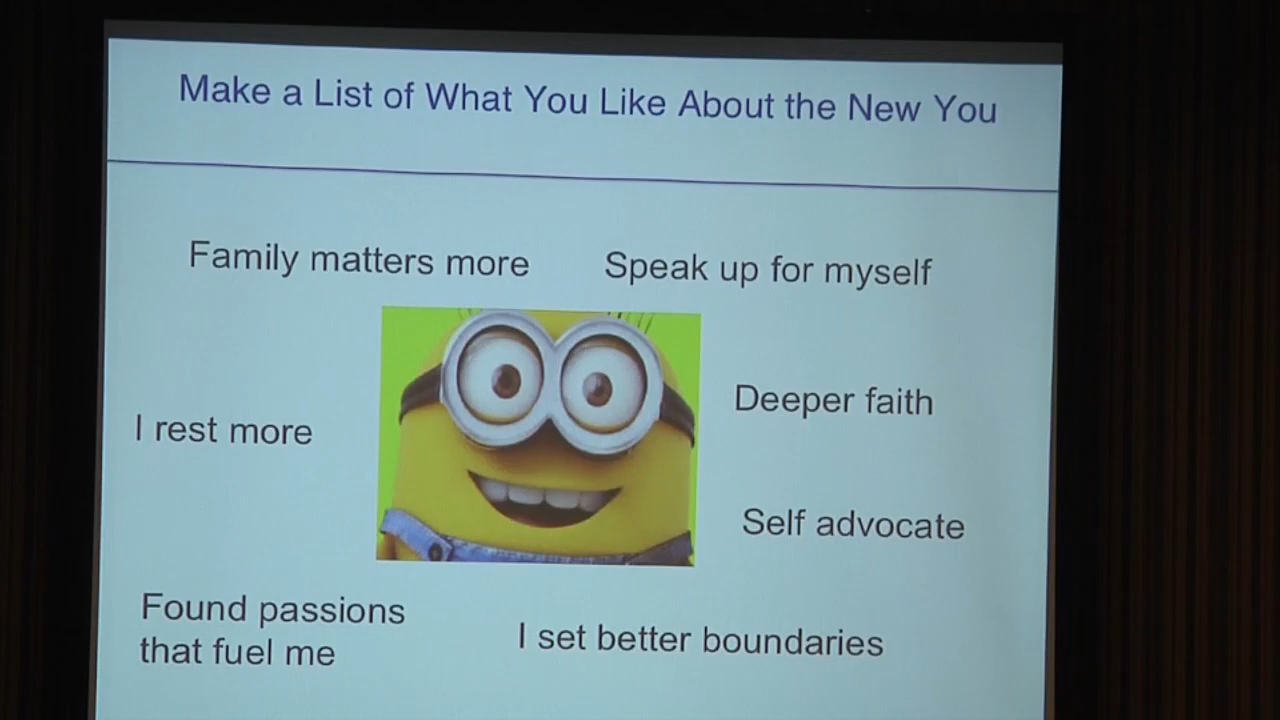 Make a List of What You Like About the New You
Family matters more
Speak up for myself
Deeper faith
I rest more
Self advocate
Found passions
that fuel me
I set better boundaries